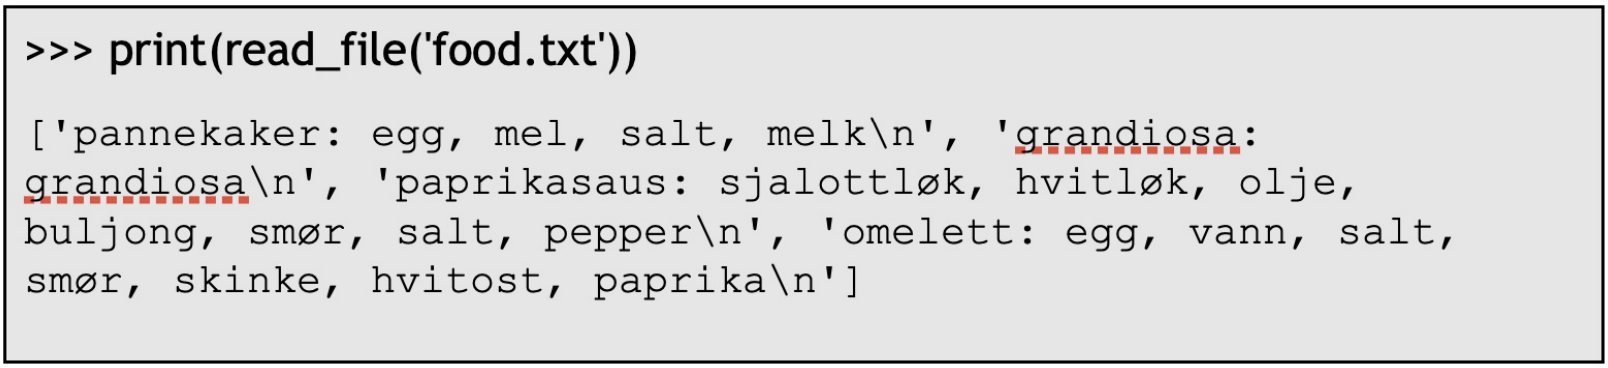 >>> print(read_file('food.txt'))
['pannekaker: egg, mel, salt, melk\n', 'grandiosa:
grandiosa\n', 'paprikasaus: sjalottløk, hvitløk, olje,
buljong, smør, salt, pepper\n', 'omelett: egg, vann, salt,
smør, skinke, hvitost, paprika\n']